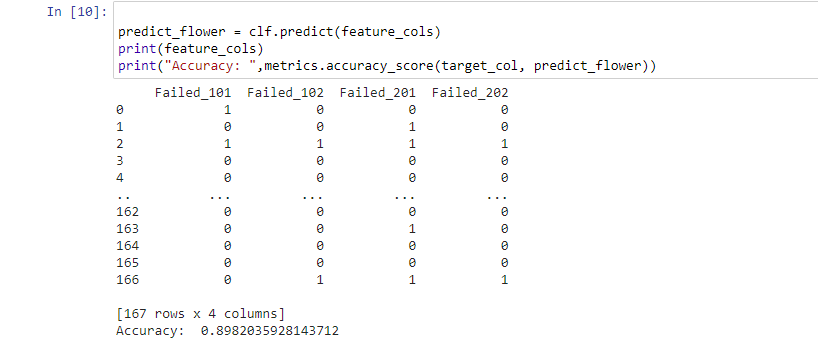 In [10]:
predict_flower = clf.predict(feature_cols)
print(feature_cols)
print("Accuracy: ",metrics.accuracy_score(target_col, predict_flower))
Failed_101 Failed_102 Failed_201 Failed_202
0 1 0 0 0
1 0 0 1 0
2 1 1 1 1
3 0 0 0 0
4 0 0 0 0
.. ... ... ... ...
162 0 0 0 0
163 0 0 1 0
164 0 0 0 0
165 0 0 0 0
166 0 1 1 1
[167 rows x 4 columns]
Accuracy:  0.8982035928143712